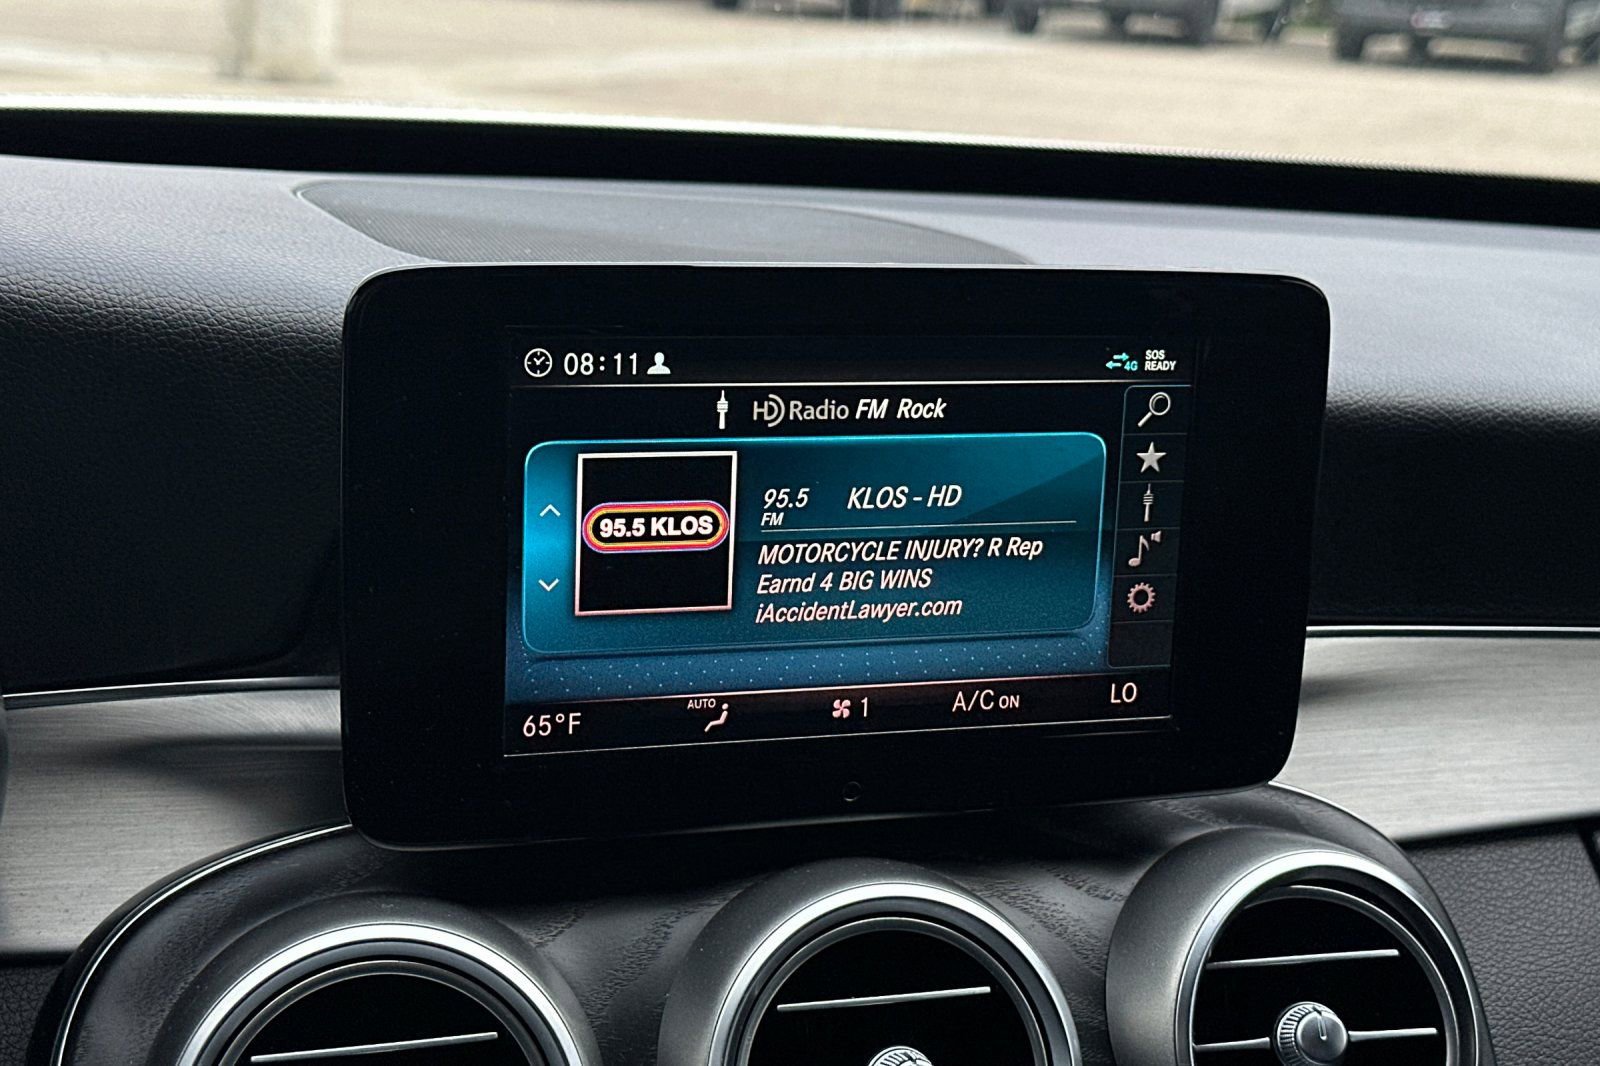 08:11
4G
SOS
READY
HD Radio FM Rock
95.5 KLOS
95.5 KLOS - HD
FM
MOTORCYCLE INJURY? R Rep
Earnd 4 BIG WINS
iAccidentLawyer.com
65°F
AUTO
1
A/C ON
LO